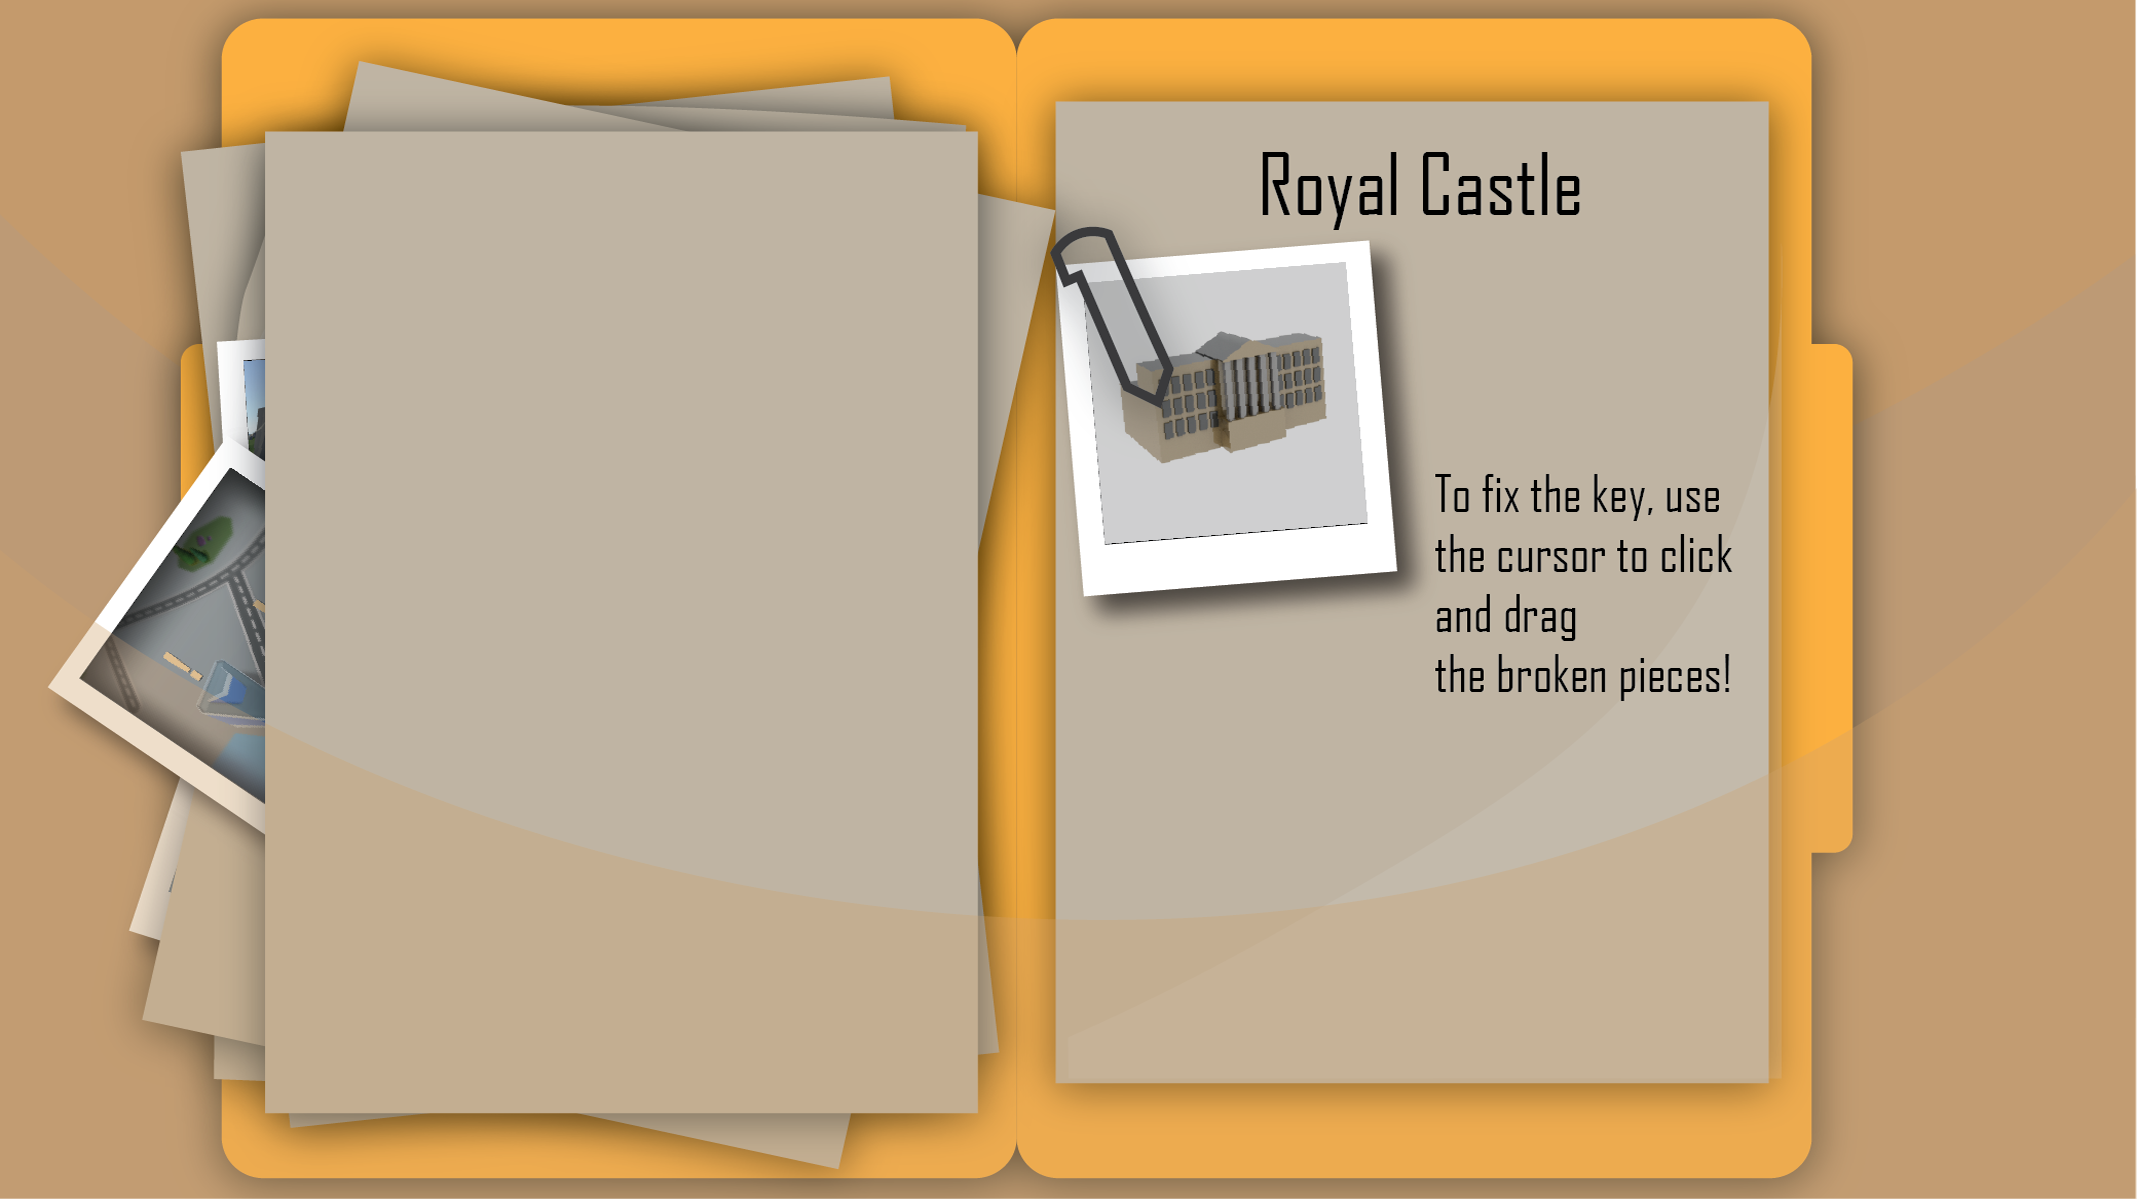 Royal Castle
To fix the key, use
the cursor to click
and drag
the broken pieces!